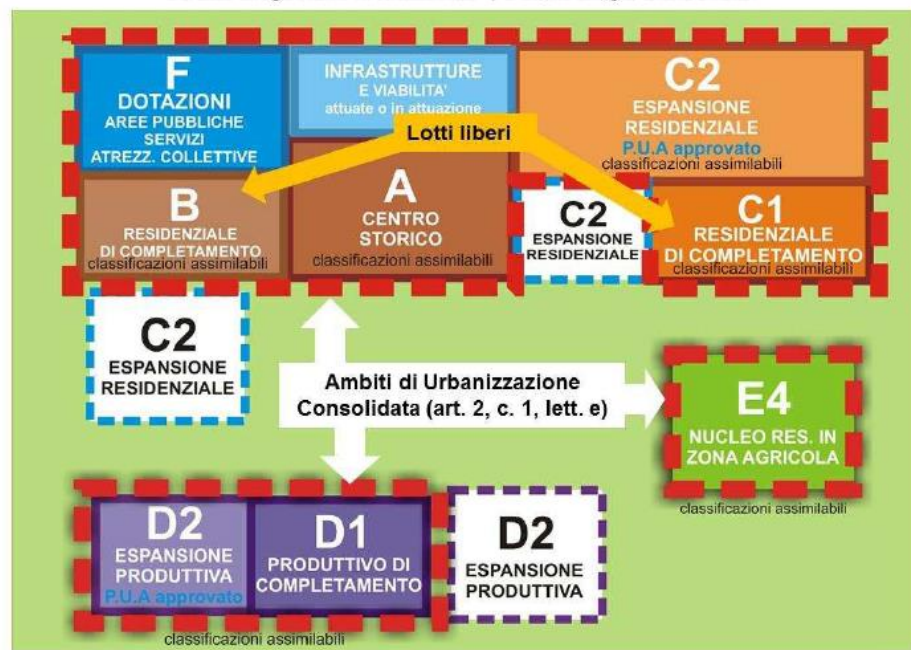 F
DOTAZIONI
AREE PUBBLICHE
SERVIZI
ATREZZ. COLLETTIVE
INFRASTRUTTURE
E VIABILITA'
attuate o in attuazione
C2
ESPANSIONE
RESIDENZIALE
P.U.A approvato
classificazioni assimilabili
Lotti liberi
B
RESIDENZIALE
DI COMPLETAMENTO
classificazioni assimilabili
A
CENTRO
STORICO
classificazioni assimilabili
C2
ESPANSIONE
RESIDENZIALE
C1
RESIDENZIALE
DI COMPLETAMENTO
classificazioni assimilabili
C2
ESPANSIONE
RESIDENZIALE
Ambiti di Urbanizzazione
Consolidata (art. 2, c. 1, lett. e)
E4
NUCLEO RES. IN
ZONA AGRICOLA
classificazioni assimilabili
D2
ESPANSIONE
PRODUTTIVA
P.U.A approvato
D1
PRODUTTIVO DI
COMPLETAMENTO
classificazioni assimilabili
D2
ESPANSIONE
PRODUTTIVA